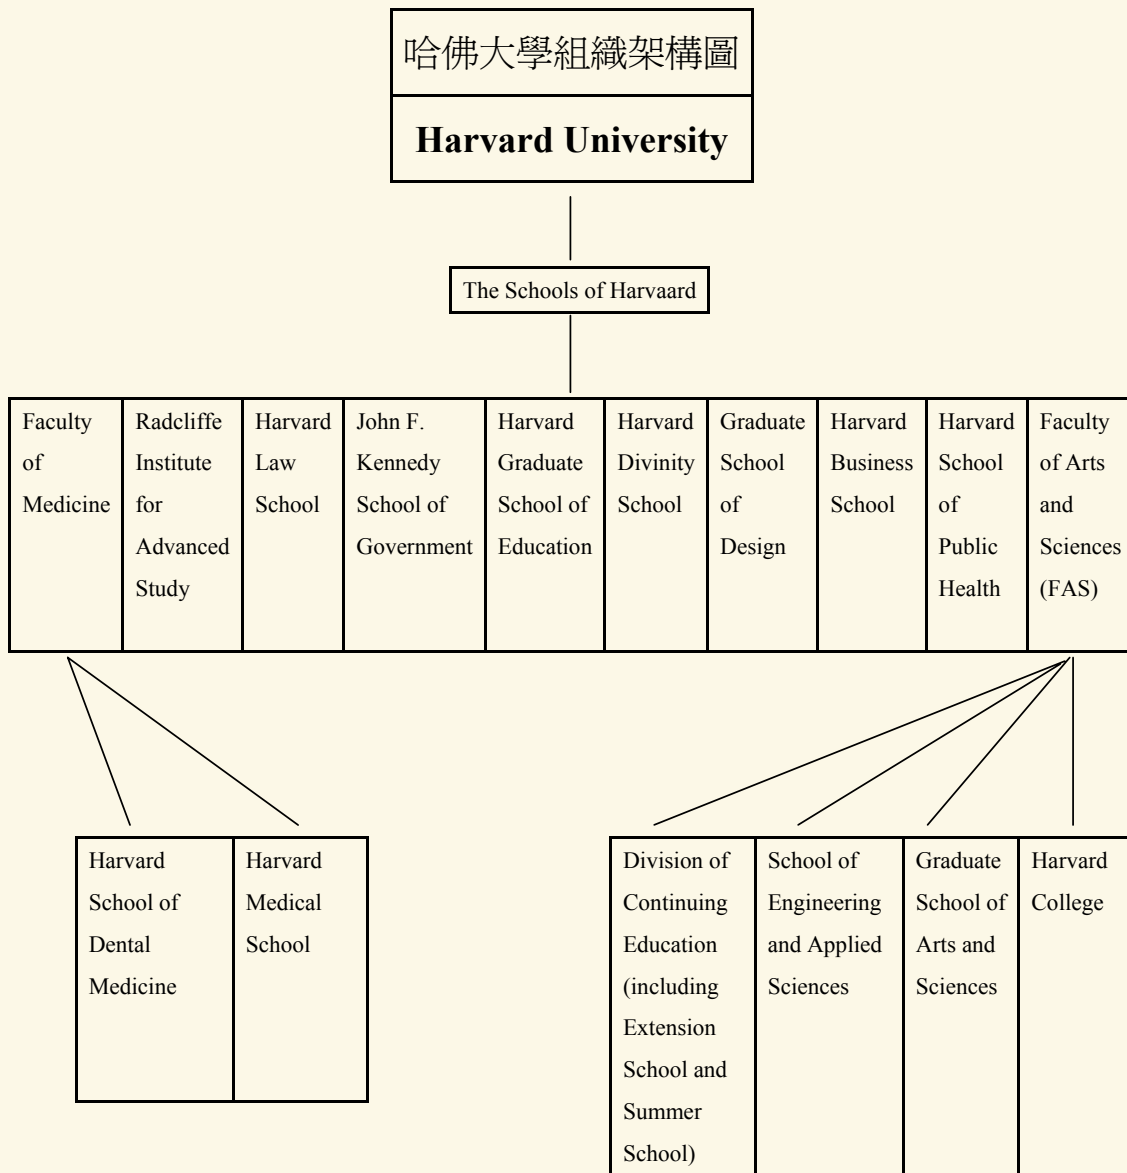 哈佛大學組織架構圖
Harvard University
The Schools of Harvaard
Faculty
of
Medicine
Radcliffe
Institute
for
Advanced
Study
Harvard
Law
School
John F.
Kennedy
School of
Government
Harvard
Graduate
School of
Education
Harvard
Divinity
School
Graduate
School
of
Design
Harvard
Business
School
Harvard
School
of
Public
Health
Faculty
of Arts
and
Sciences
(FAS)
Harvard
School of
Dental
Medicine
Harvard
Medical
School
Division of
Continuing
Education
(including
Extension
School and
Summer
School)
School of
Engineering
and Applied
Sciences
Graduate
School of
Arts and
Sciences
Harvard
College